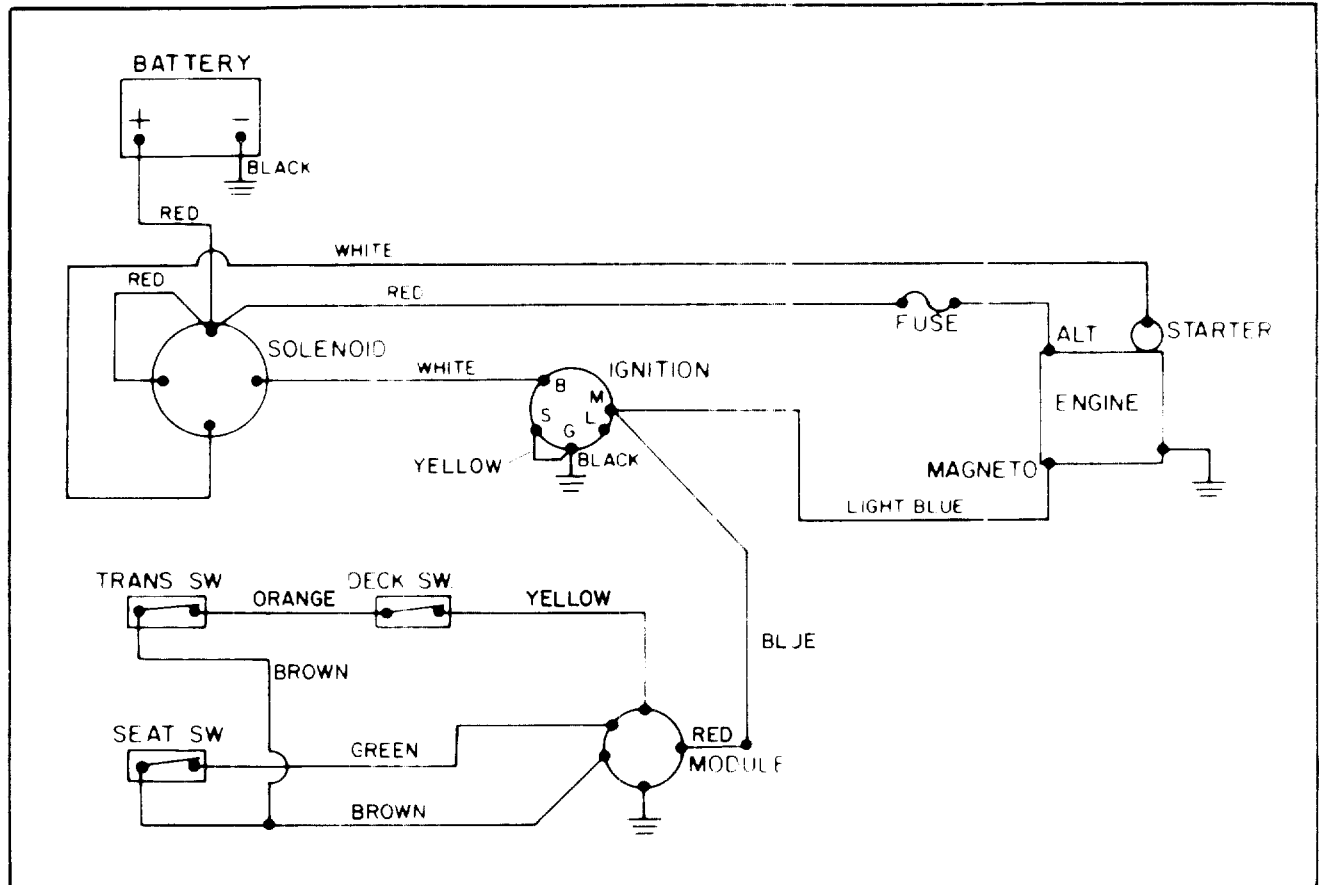 BATTERY
+ −
BLACK
RED
WHITE
RED
RED
FUSE
ALT
STARTER
SOLENOID
WHITE
IGNITION
B
M
S
L
G
ENGINE
YELLOW
BLACK
MAGNETO
LIGHT BLUE
TRANS SW
DECK SW.
ORANGE
YELLOW
BLUE
BROWN
SEAT SW
GREEN
RED
MODULE
BROWN